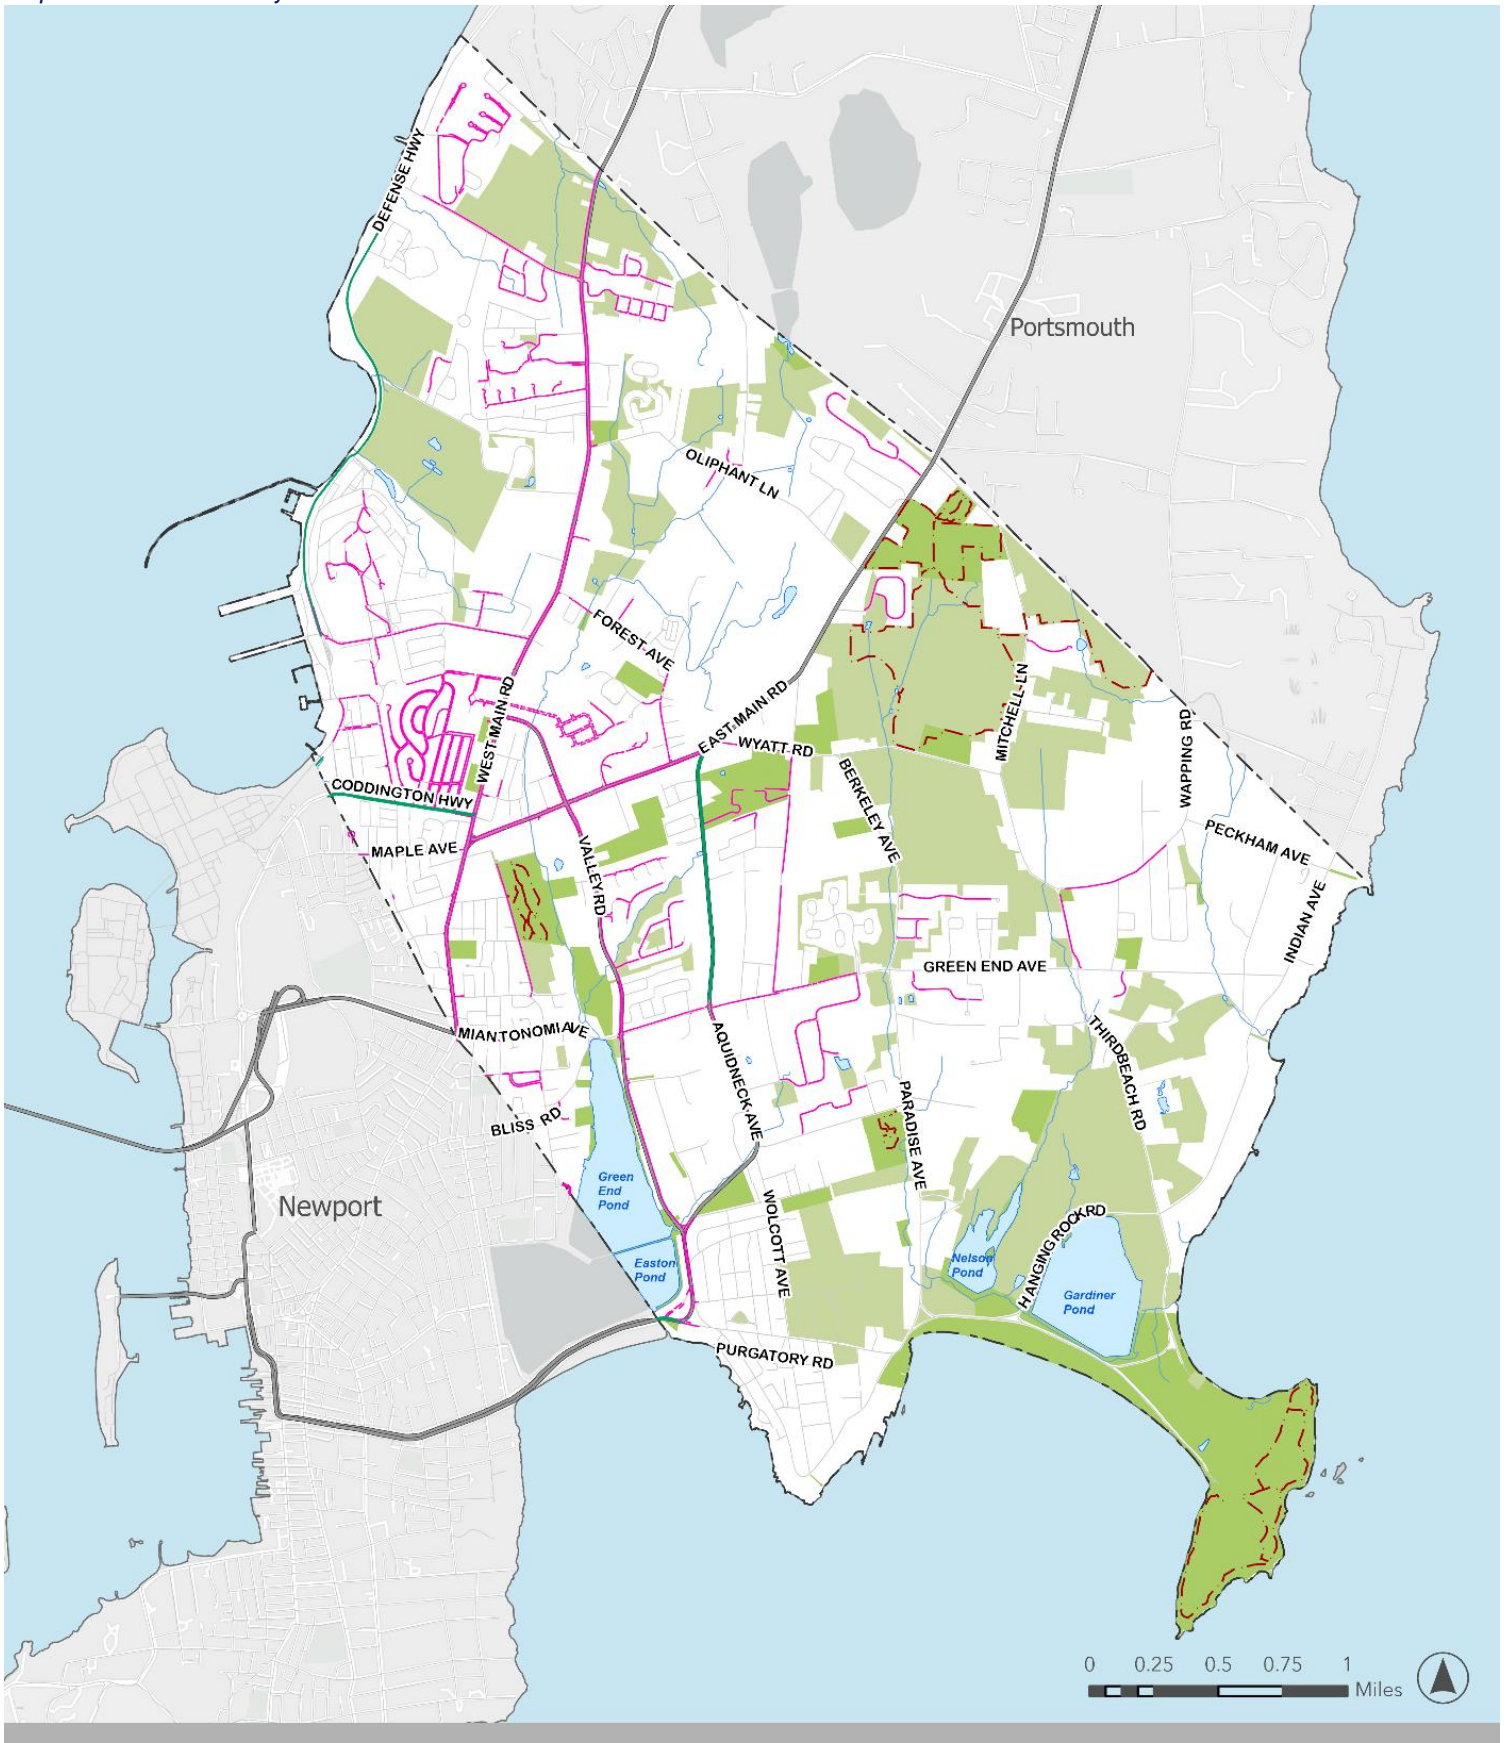 DEFENSE HWY
Portsmouth
OLIPHANT LN
FOREST AVE
WEST MAIN RD
EAST MAIN RD
WYATT RD
MITCHELL LN
WAPPING RD
CODDINGTON HWY
BERKELEY AVE
MAPLE AVE
VALLEY RD
PECKHAM AVE
INDIAN AVE
GREEN END AVE
MIANTONOMI AVE
AQUIDNECK AVE
THIRDBEACH RD
BLISS RD
PARADISE AVE
Newport
Green
End
Pond
WOLCOTT AVE
HANGING ROCK RD
Easton
Pond
Nelson
Pond
Gardiner
Pond
PURGATORY RD
0 0.25 0.5 0.75 1
Miles